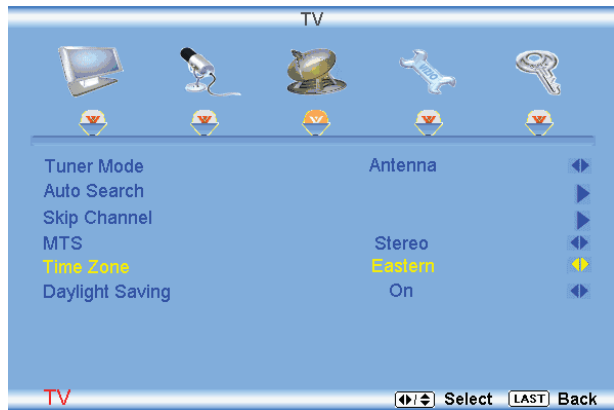 TV
VIZIO
Tuner Mode Antenna
Auto Search
Skip Channel
MTS Stereo
Time Zone Eastern
Daylight Saving On
TV Select LAST Back